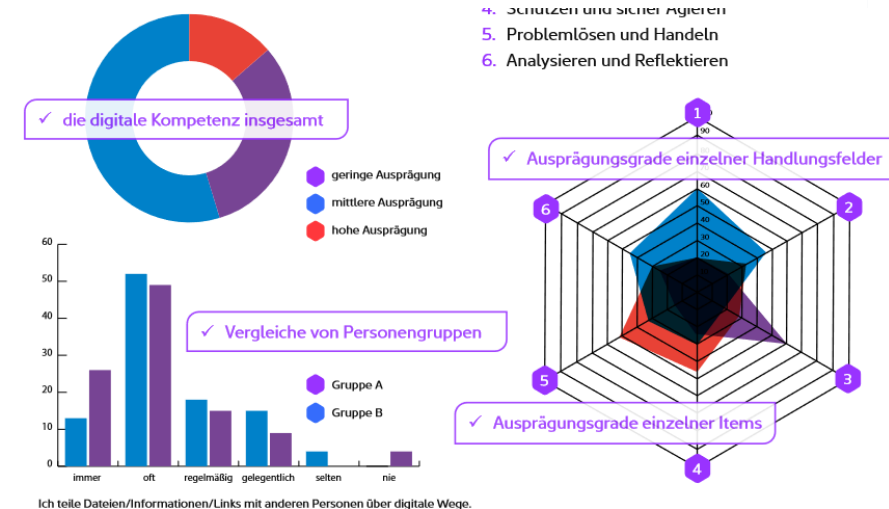 4. Schützen und sicher Agieren
5. Problemlösen und Handeln
6. Analysieren und Reflektieren
✓ die digitale Kompetenz insgesamt
geringe Ausprägung
mittlere Ausprägung
hohe Ausprägung
✓ Ausprägungsgrade einzelner Handlungsfelder
1
90
60
50
40
30
20
2
3
4
5
6
✓ Ausprägungsgrade einzelner Items
60
50
40
30
20
10
0
✓ Vergleiche von Personengruppen
Gruppe A
Gruppe B
immer oft regelmäßig gelegentlich selten nie
Ich teile Dateien/Informationen/Links mit anderen Personen über digitale Wege.